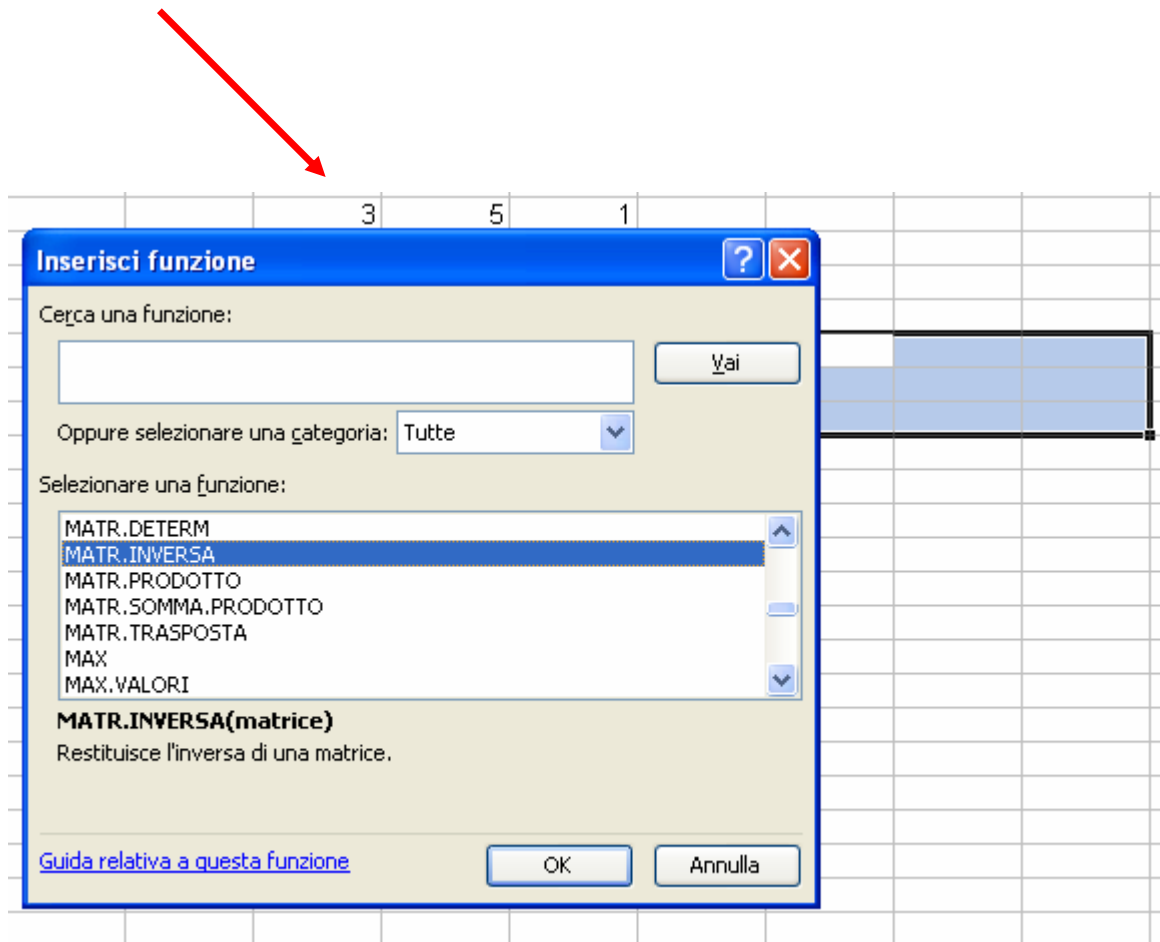 3 5 1
Inserisci funzione
Cerca una funzione:
Vai
Oppure selezionare una categoria: Tutte
Selezionare una funzione:
MATR.DETERM
MATR.INVERSA
MATR.PRODOTTO
MATR.SOMMA.PRODOTTO
MATR.TRASPOSTA
MAX
MAX.VALORI
MATR.INVERSA(matrice)
Restituisce l'inversa di una matrice.
Guida relativa a questa funzione
OK Annulla